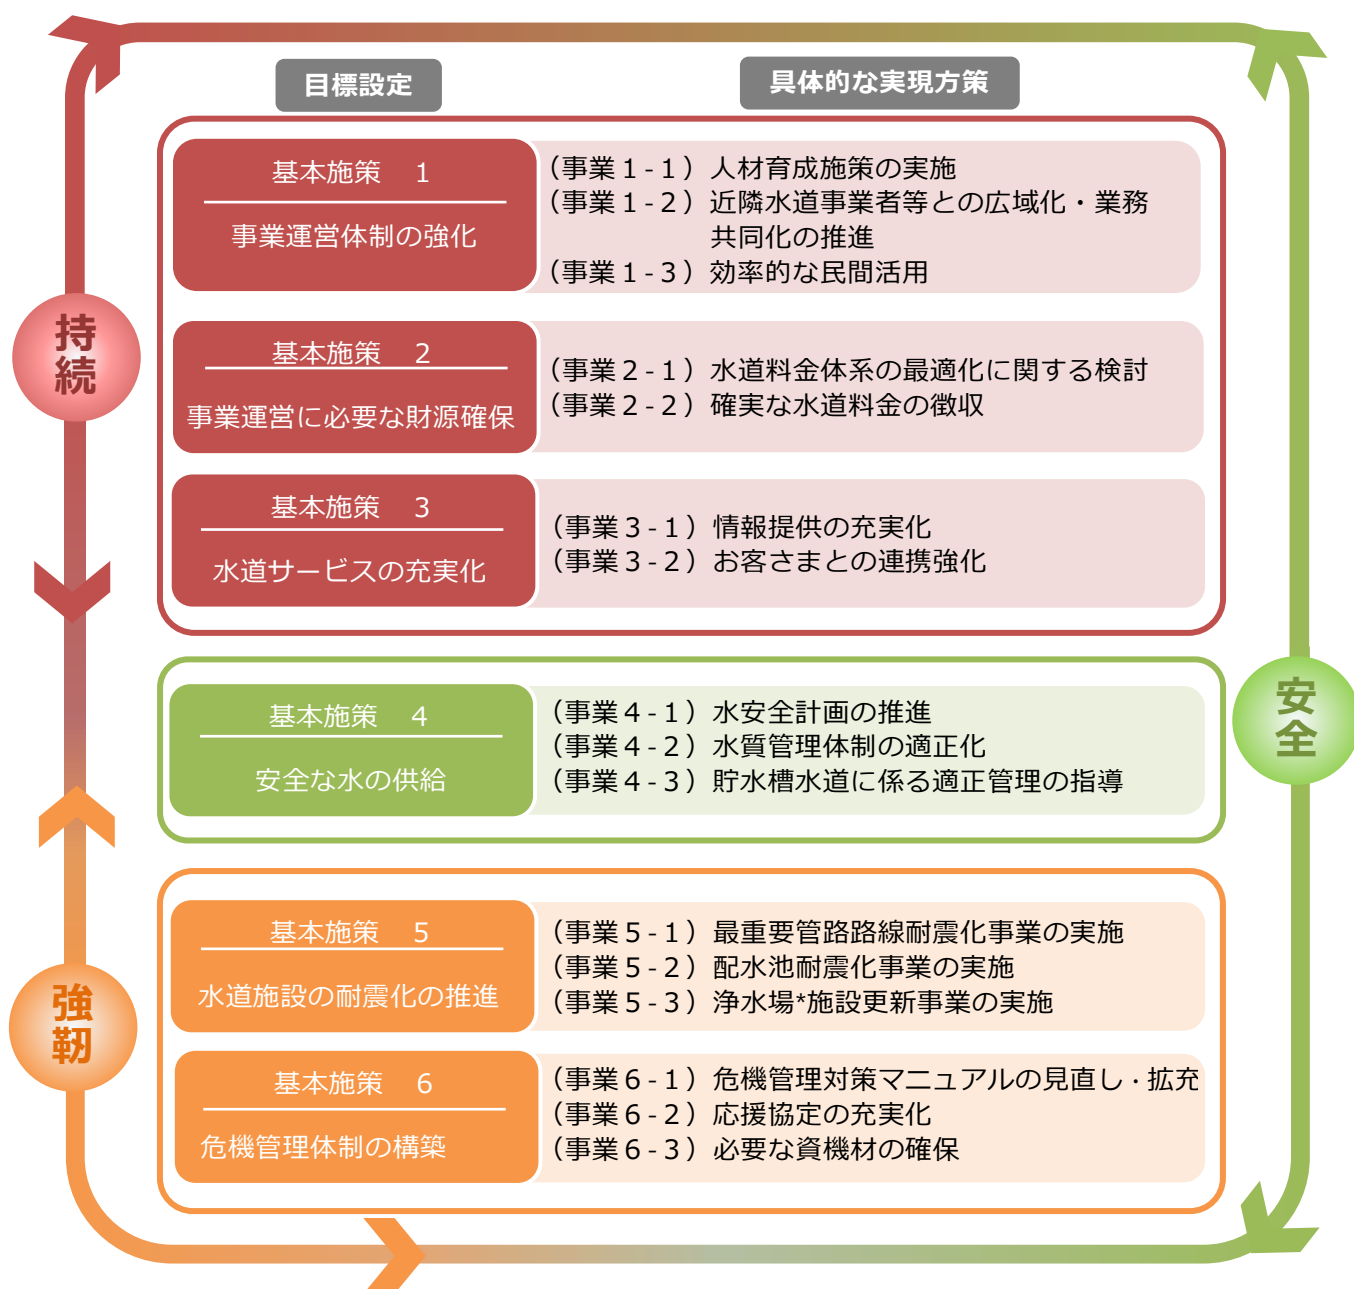 目標設定
具体的な実現方策
持続
基本施策　1
事業運営体制の強化
（事業１-１）人材育成施策の実施
（事業１-２）近隣水道事業者等との広域化・業務
共同化の推進
（事業１-３）効率的な民間活用
基本施策　2
事業運営に必要な財源確保
（事業２-１）水道料金体系の最適化に関する検討
（事業２-２）確実な水道料金の徴収
基本施策　3
水道サービスの充実化
（事業３-１）情報提供の充実化
（事業３-２）お客さまとの連携強化
安全
基本施策　4
安全な水の供給
（事業４-１）水安全計画の推進
（事業４-２）水質管理体制の適正化
（事業４-３）貯水槽水道に係る適正管理の指導
強靭
基本施策　5
水道施設の耐震化の推進
（事業５-１）最重要管路路線耐震化事業の実施
（事業５-２）配水池耐震化事業の実施
（事業５-３）浄水場*施設更新事業の実施
基本施策　6
危機管理体制の構築
（事業６-１）危機管理対策マニュアルの見直し・拡充
（事業６-２）応援協定の充実化
（事業６-３）必要な資機材の確保